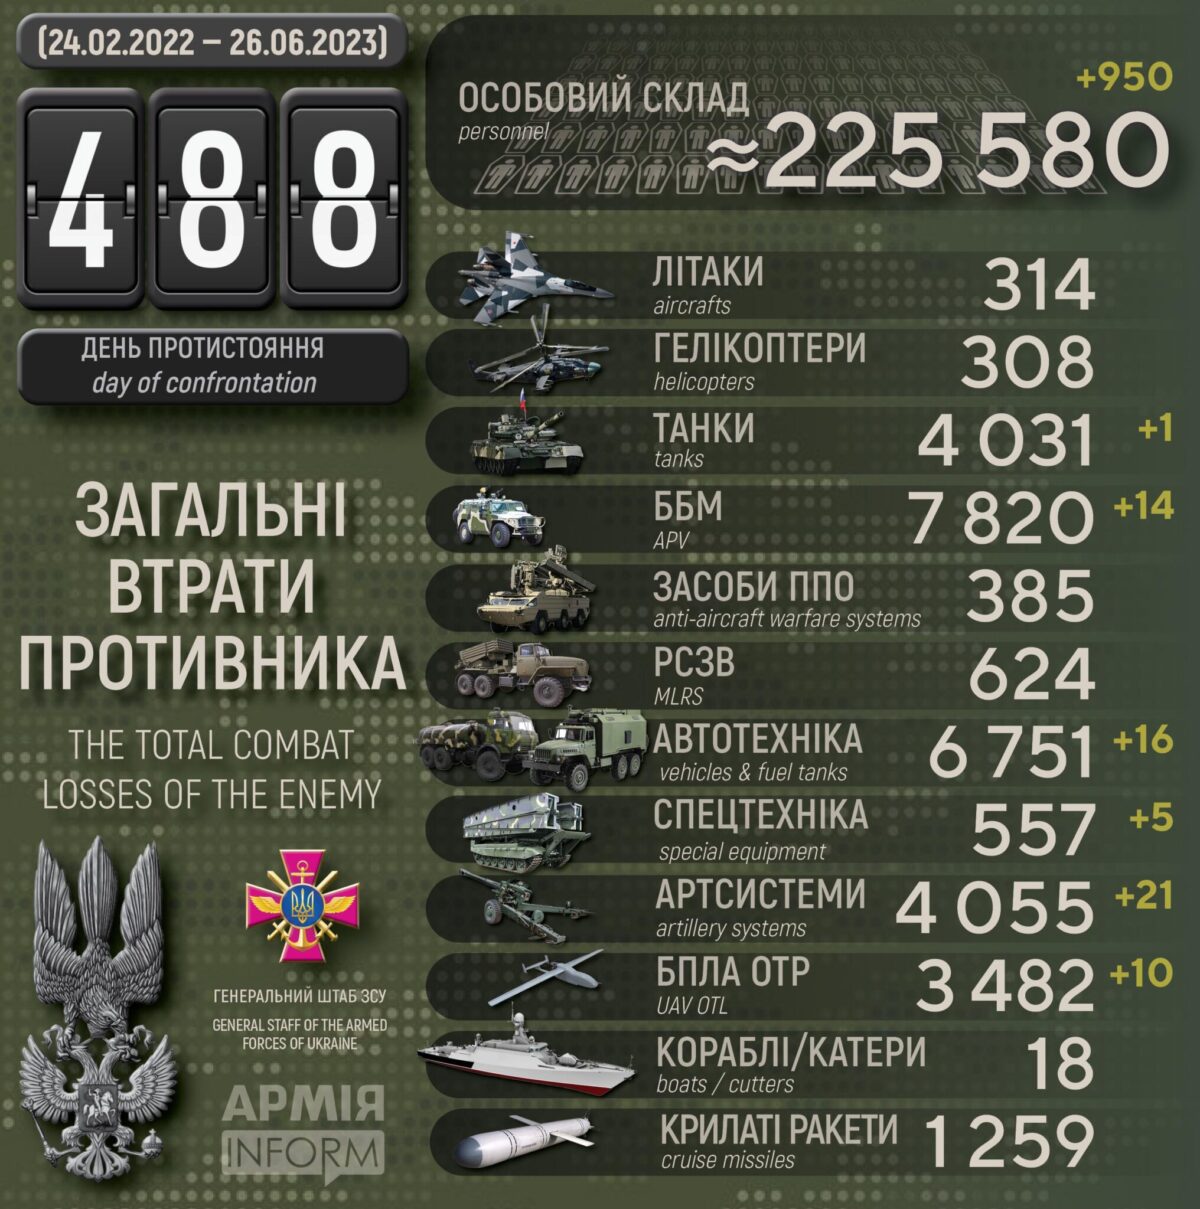 (24.02.2022 – 26.06.2023)
488
ДЕНЬ ПРОТИСТОЯННЯ
day of confrontation
ЗАГАЛЬНІ
ВТРАТИ
ПРОТИВНИКА
THE TOTAL COMBAT
LOSSES OF THE ENEMY
ГЕНЕРАЛЬНИЙ ШТАБ ЗСУ
GENERAL STAFF OF THE ARMED
FORCES OF UKRAINE
АРМІЯ
INFORM
ОСОБОВИЙ СКЛАД
personnel
+950
≈225 580
ЛІТАКИ
aircrafts
314
ГЕЛІКОПТЕРИ
helicopters
308
ТАНКИ
tanks
4 031
+1
ББМ
APV
7 820
+14
ЗАСОБИ ППО
anti-aircraft warfare systems
385
РСЗВ
MLRS
624
АВТОТЕХНІКА
vehicles & fuel tanks
6 751
+16
СПЕЦТЕХНІКА
special equipment
557
+5
АРТСИСТЕМИ
artillery systems
4 055
+21
БПЛА ОТР
UAV OTL
3 482
+10
КОРАБЛІ/КАТЕРИ
boats / cutters
18
КРИЛАТІ РАКЕТИ
cruise missiles
1 259